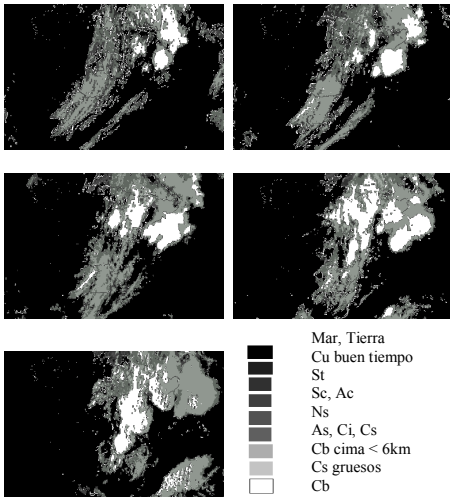 Mar, Tierra
Cu buen tiempo
St
Sc, Ac
Ns
As, Ci, Cs
Cb cima < 6km
Cs gruesos
Cb